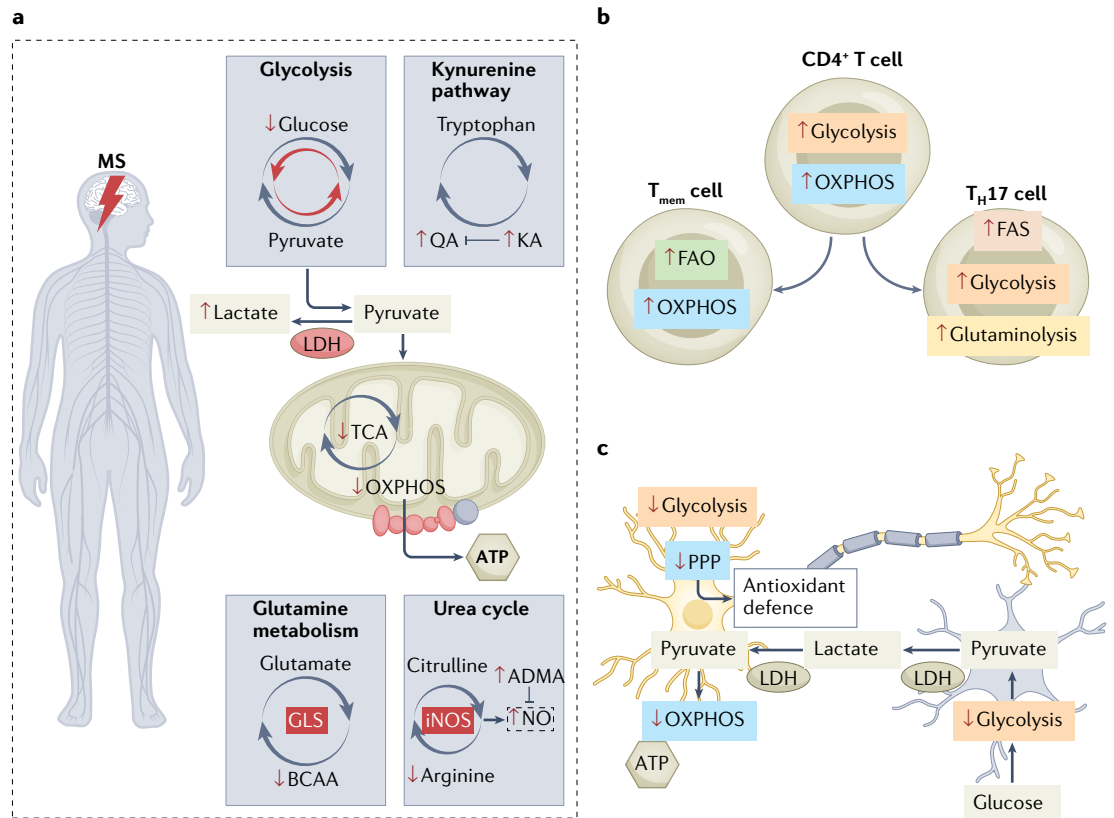 a
MS
Glycolysis
↓Glucose
Pyruvate
Kynurenine
pathway
Tryptophan
↑QA
↑KA
↑Lactate
Pyruvate
LDH
↓TCA
↓OXPHOS
ATP
Glutamine
metabolism
Glutamate
GLS
↓BCAA
Urea cycle
Citrulline
↑ADMA
iNOS
↑NO
↓Arginine
b
CD4⁺ T cell
↑Glycolysis
↑OXPHOS
Tmem cell
↑FAO
↑OXPHOS
TH17 cell
↑FAS
↑Glycolysis
↑Glutaminolysis
c
↓Glycolysis
↓PPP
Antioxidant
defence
Pyruvate
Lactate
Pyruvate
LDH
LDH
↓OXPHOS
↓Glycolysis
ATP
Glucose